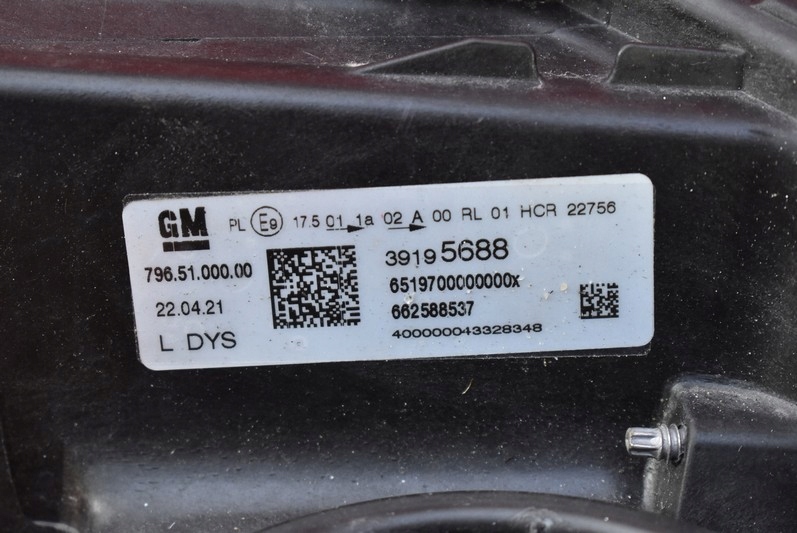 GM PL E9 17.5 01 1a 02 A 00 RL 01 HCR 22756
796.51.000.00
39195688
6519700000000x
22.04.21
662588537
L DYS
400000043328348